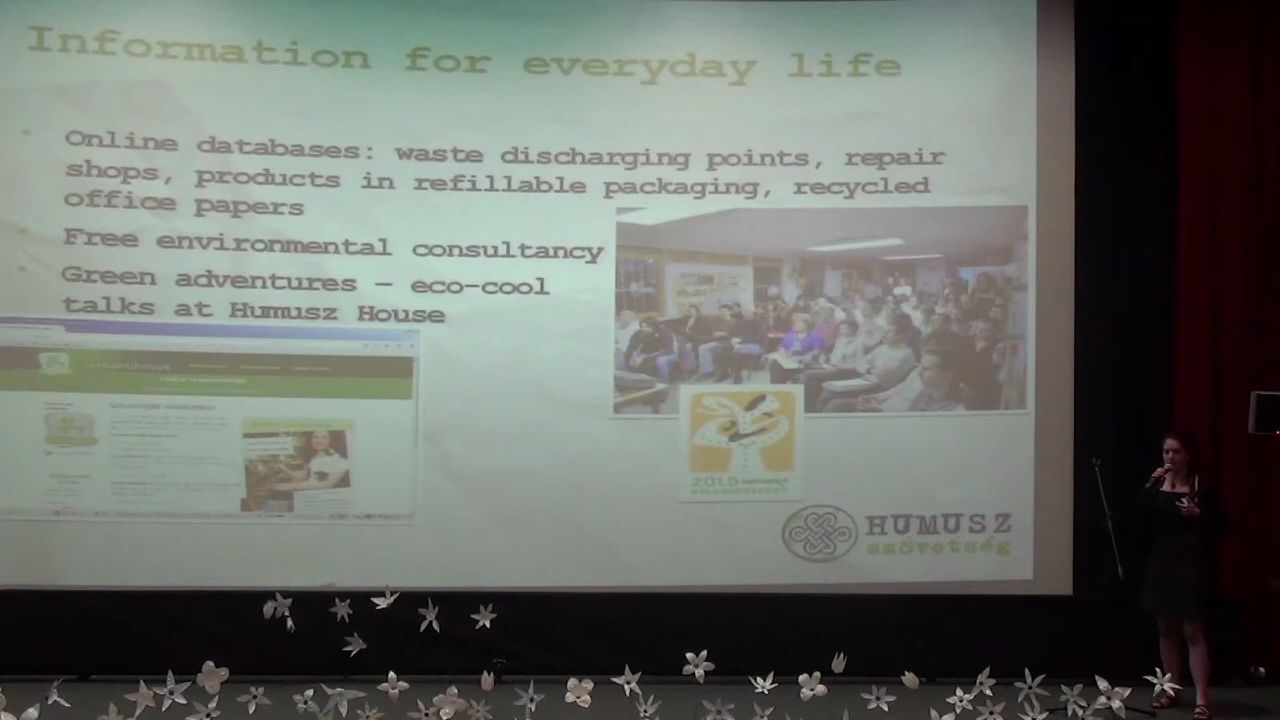 Information for everyday life
Online databases: waste discharging points, repair
shops, products in refillable packaging, recycled
office papers
Free environmental consultancy
Green adventures – eco-cool
talks at Humusz House
ZÖLD
HUMUSZ
szövetség